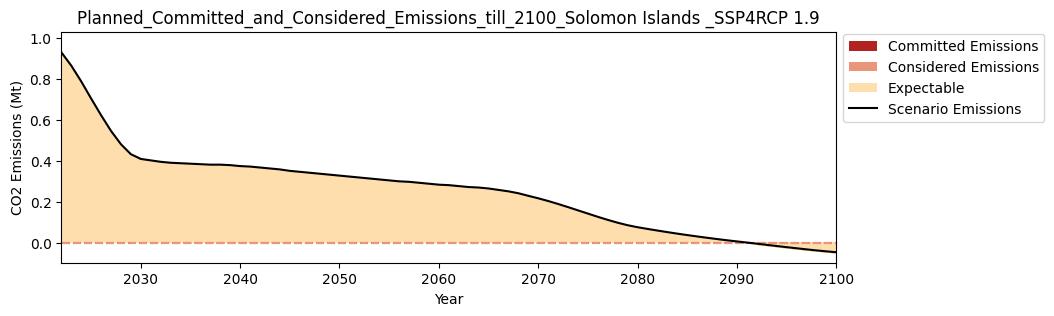 Planned_Committed_and_Considered_Emissions_till_2100_Solomon Islands _SSP4RCP 1.9
1.0
0.8
0.6
0.4
0.2
0.0
CO2 Emissions (Mt)
2030 2040 2050 2060 2070 2080 2090 2100
Year
Committed Emissions
Considered Emissions
Expectable
Scenario Emissions